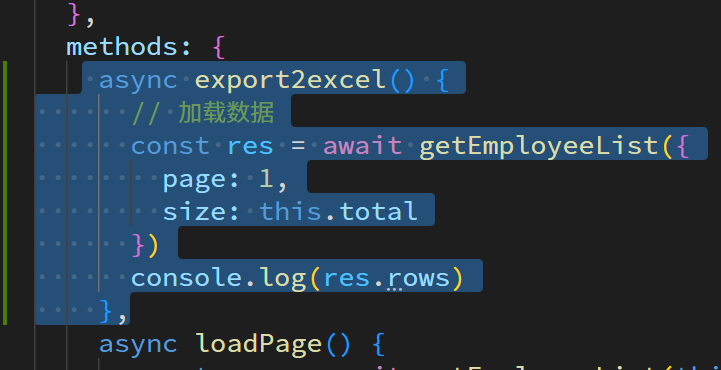 },
methods: {
async export2excel() {
// 加载数据
const res = await getEmployeeList({
page: 1,
size: this.total
})
console.log(res.rows)
},
async loadPage() {